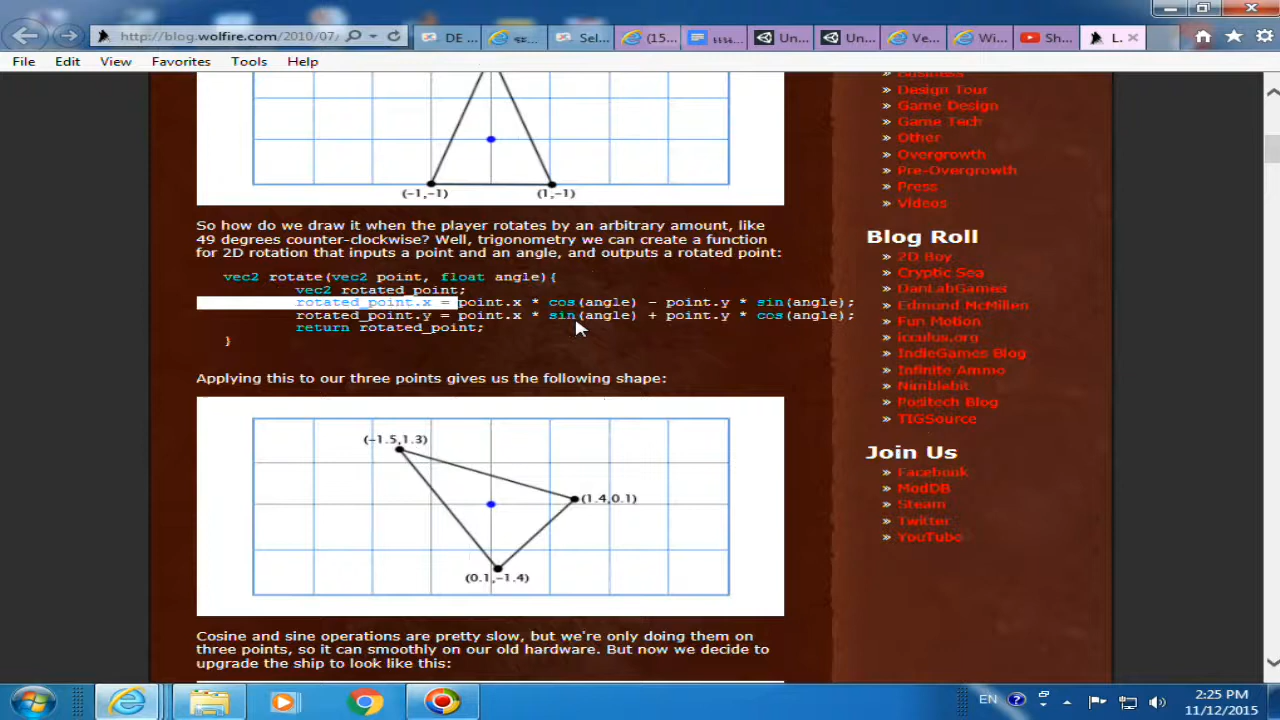 http://blog.wolfire.com/2010/07/
DE
Sel...
(15...
Un...
Un...
Ve...
Wi...
Sh...
L...
File Edit View Favorites Tools Help
(-1,-1)
(1,-1)
So how do we draw it when the player rotates by an arbitrary amount, like
49 degrees counter-clockwise? Well, trigonometry we can create a function
for 2D rotation that inputs a point and an angle, and outputs a rotated point:
vec2 rotate(vec2 point, float angle){
vec2 rotated_point;
rotated_point.x = point.x * cos(angle) - point.y * sin(angle);
rotated_point.y = point.x * sin(angle) + point.y * cos(angle);
return rotated_point;
}
Applying this to our three points gives us the following shape:
(-1.5,1.3)
(1.4,0.1)
(0.1,-1.4)
Cosine and sine operations are pretty slow, but we're only doing them on
three points, so it can smoothly on our old hardware. But now we decide to
upgrade the ship to look like this:
» Business
» Design Tour
» Game Design
» Game Tech
» Other
» Overgrowth
» Pre-Overgrowth
» Press
» Videos
Blog Roll
» 2D Boy
» Cryptic Sea
» DanLabGames
» Edmund McMillen
» Fun Motion
» icculus.org
» IndieGames Blog
» Infinite Ammo
» Nimblebit
» Positech Blog
» TIGSource
Join Us
» Facebook
» ModDB
» Steam
» Twitter
» YouTube
EN
2:25 PM
11/12/2015